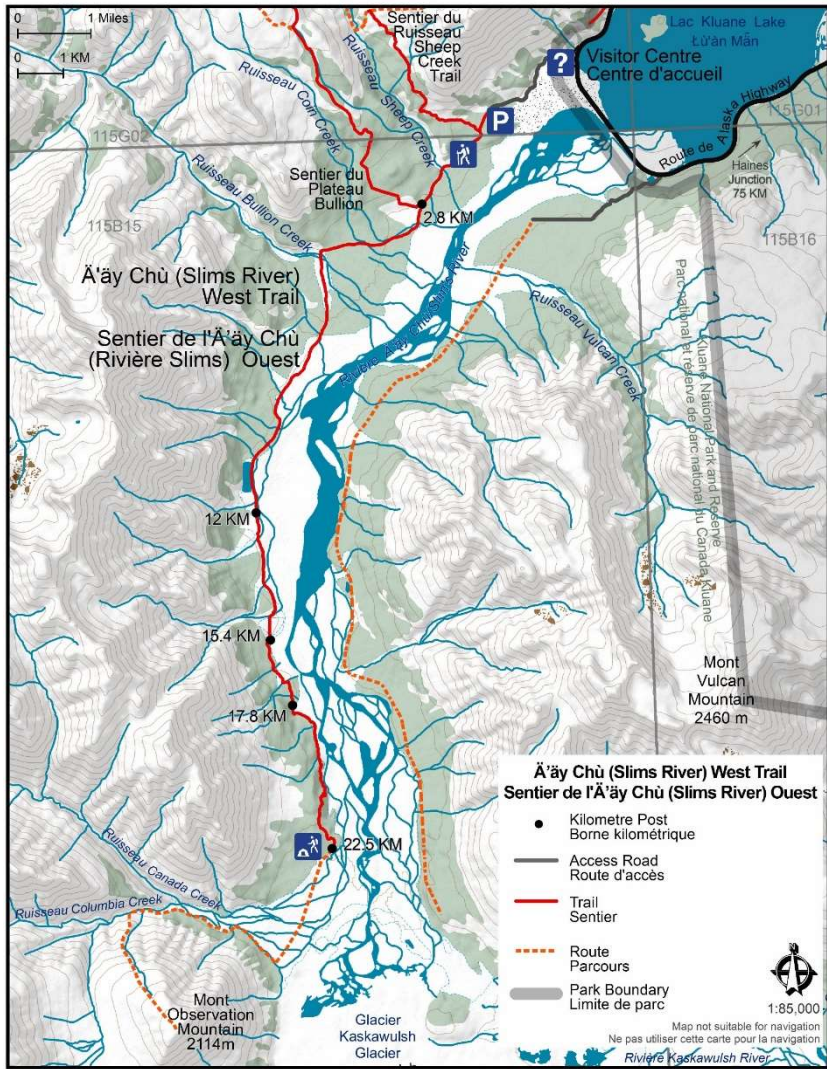 0 1 Miles
0 1 KM
Sentier du
Ruisseau
Sheep
Creek
Trail
Ruisseau Sheep Creek
Ruisseau Coin Creek
Ruisseau Bullion Creek
?
Visitor Centre
Centre d'accueil
Lac Kluane Lake
Łù'àn Mǟn
P
115G02
115G01
Route de Alaska Highway
Haines
Junction
75 KM
Sentier du
Plateau
Bullion
2.8 KM
115B15
115B16
Ä'äy Chù (Slims River)
West Trail
Sentier de l'Ä'äy Chù
(Rivière Slims) Ouest
Rivière Ä'äy Chù/Slims River
Ruisseau Vulcan Creek
Kluane National Park and Reserve
Parc national et réserve de parc national du Canada Kluane
12 KM
15.4 KM
17.8 KM
22.5 KM
Mont
Vulcan
Mountain
2460 m
Ruisseau Canada Creek
Ruisseau Columbia Creek
Mont
Observation
Mountain
2114m
Glacier
Kaskawulsh
Glacier
Ä'äy Chù (Slims River) West Trail
Sentier de l'Ä'äy Chù (Slims River) Ouest
Kilometre Post
Borne kilométrique
Access Road
Route d'accès
Trail
Sentier
Route
Parcours
Park Boundary
Limite de parc
1:85,000
Map not suitable for navigation
Ne pas utiliser cette carte pour la navigation
Rivière Kaskawulsh River